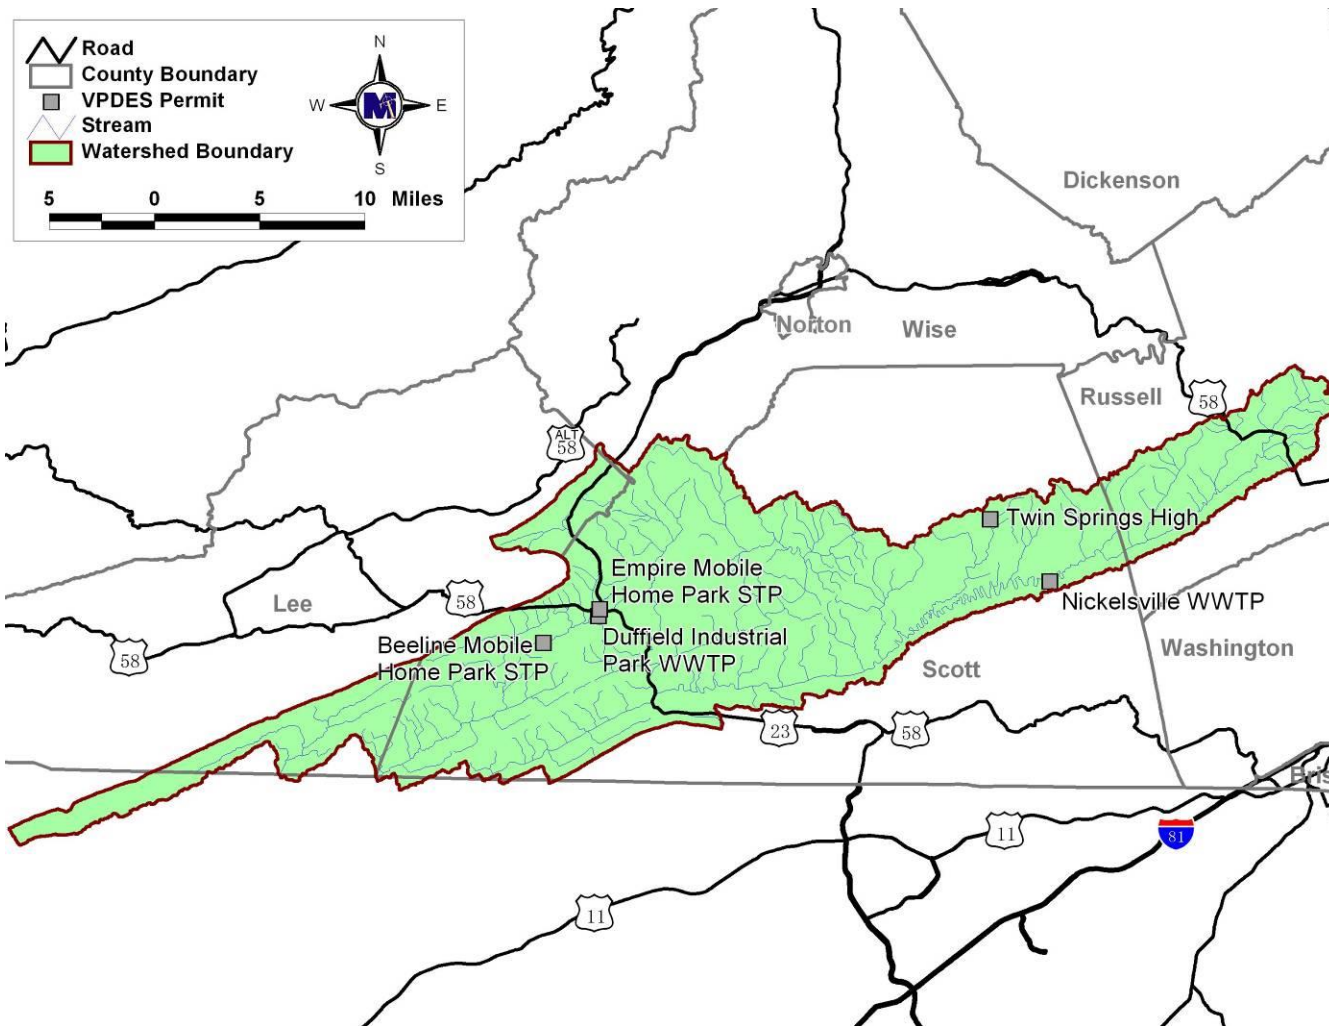 Road
County Boundary
VPDES Permit
Stream
Watershed Boundary
N
W
E
S
M
5 0 5 10 Miles
Dickenson
Norton
Wise
Russell
58
ALT
58
Twin Springs High
Empire Mobile
Home Park STP
Nickelsville WWTP
58
Lee
Duffield Industrial
Park WWTP
Beeline Mobile
Home Park STP
58
Washington
Scott
23
58
Bris
11
81
11